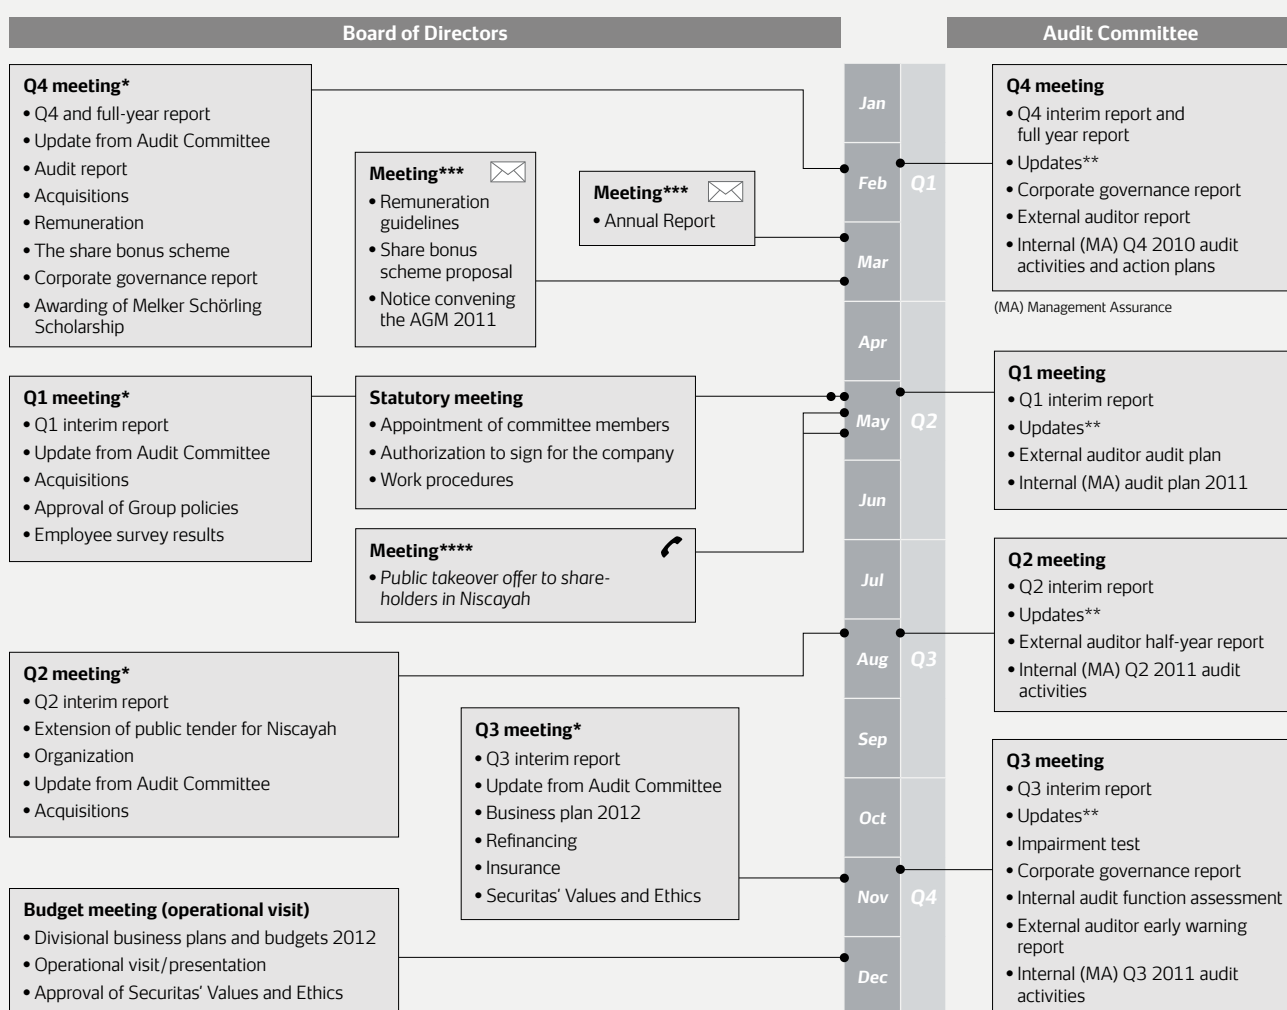 Board of Directors
Q4 meeting*
• Q4 and full-year report
• Update from Audit Committee
• Audit report
• Acquisitions
• Remuneration
• The share bonus scheme
• Corporate governance report
• Awarding of Melker Schörling
Scholarship
Meeting***
• Remuneration
guidelines
• Share bonus
scheme proposal
• Notice convening
the AGM 2011
Meeting***
• Annual Report
Q1 meeting*
• Q1 interim report
• Update from Audit Committee
• Acquisitions
• Approval of Group policies
• Employee survey results
Statutory meeting
• Appointment of committee members
• Authorization to sign for the company
• Work procedures
Meeting****
• Public takeover offer to share-
holders in Niscayah
Q2 meeting*
• Q2 interim report
• Extension of public tender for Niscayah
• Organization
• Update from Audit Committee
• Acquisitions
Q3 meeting*
• Q3 interim report
• Update from Audit Committee
• Business plan 2012
• Refinancing
• Insurance
• Securitas' Values and Ethics
Budget meeting (operational visit)
• Divisional business plans and budgets 2012
• Operational visit/presentation
• Approval of Securitas' Values and Ethics
Jan
Feb
Mar
Apr
May
Jun
Jul
Aug
Sep
Oct
Nov
Dec
Q1
Q2
Q3
Q4
Audit Committee
Q4 meeting
• Q4 interim report and
full year report
• Updates**
• Corporate governance report
• External auditor report
• Internal (MA) Q4 2010 audit
activities and action plans
(MA) Management Assurance
Q1 meeting
• Q1 interim report
• Updates**
• External auditor audit plan
• Internal (MA) audit plan 2011
Q2 meeting
• Q2 interim report
• Updates**
• External auditor half-year report
• Internal (MA) Q2 2011 audit
activities
Q3 meeting
• Q3 interim report
• Updates**
• Impairment test
• Corporate governance report
• Internal audit function assessment
• External auditor early warning
report
• Internal (MA) Q3 2011 audit
activities